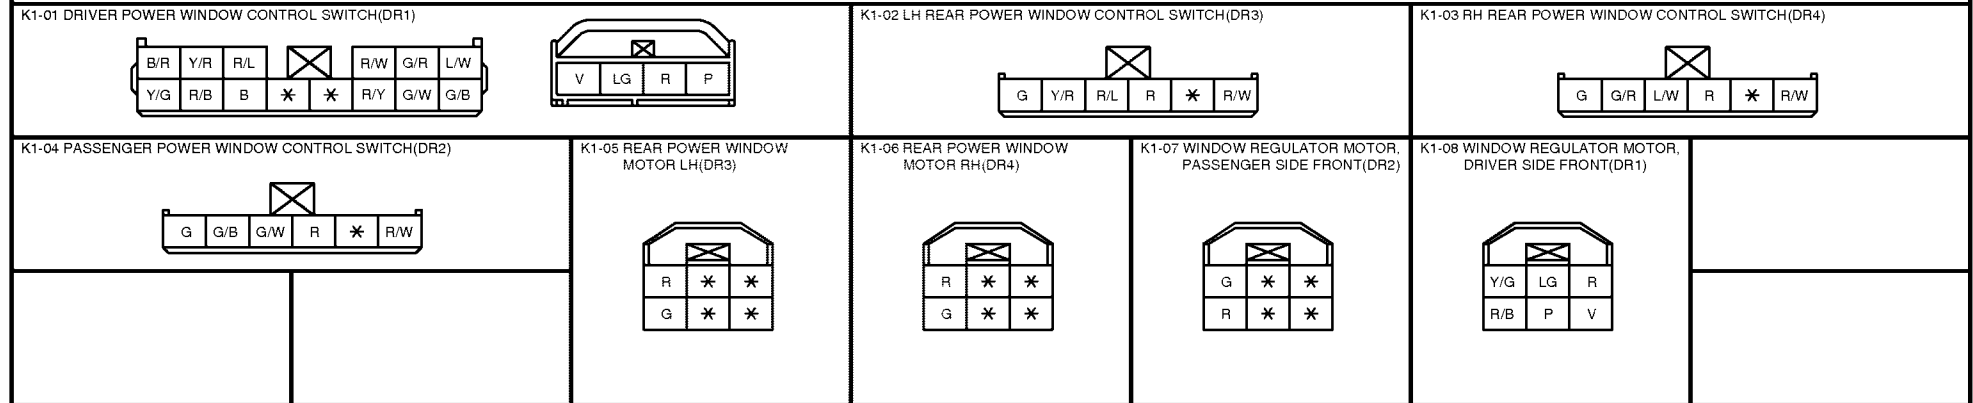 K1-01 DRIVER POWER WINDOW CONTROL SWITCH(DR1)
B/R Y/R R/L R/W G/R L/W
Y/G R/B B * * R/Y G/W G/B
V LG R P
K1-02 LH REAR POWER WINDOW CONTROL SWITCH(DR3)
G Y/R R/L R * R/W
K1-03 RH REAR POWER WINDOW CONTROL SWITCH(DR4)
G G/R L/W R * R/W
K1-04 PASSENGER POWER WINDOW CONTROL SWITCH(DR2)
G G/B G/W R * R/W
K1-05 REAR POWER WINDOW
MOTOR LH(DR3)
R * *
G * *
K1-06 REAR POWER WINDOW
MOTOR RH(DR4)
R * *
G * *
K1-07 WINDOW REGULATOR MOTOR,
PASSENGER SIDE FRONT(DR2)
G * *
R * *
K1-08 WINDOW REGULATOR MOTOR,
DRIVER SIDE FRONT(DR1)
Y/G LG R
R/B P V